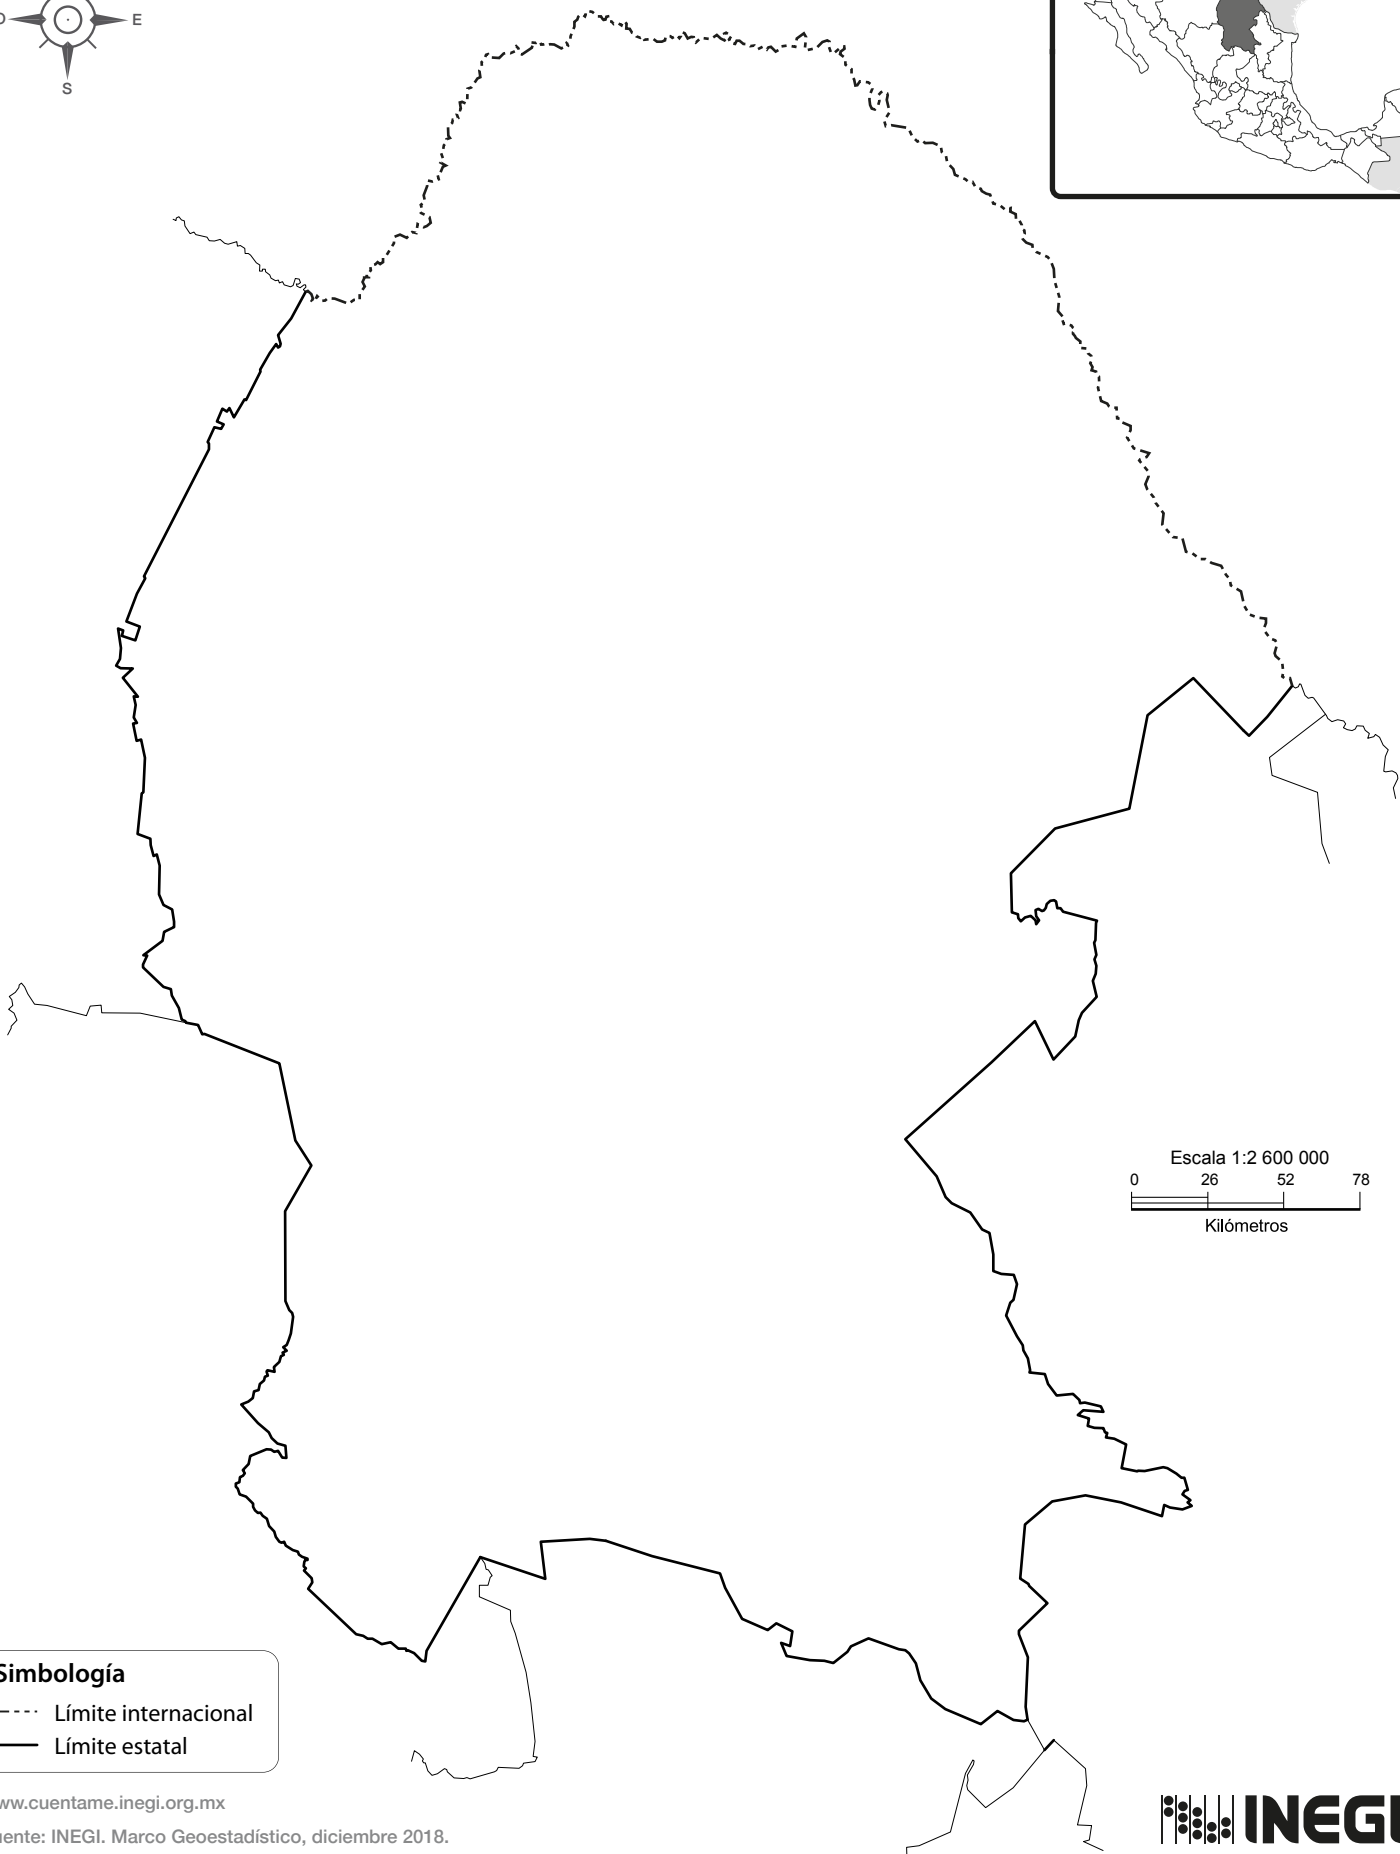 O E
S
Escala 1:2 600 000
0 26 52 78
Kilómetros
Simbología
Límite internacional
Límite estatal
ww.cuentame.inegi.org.mx
uente: INEGI. Marco Geoestadístico, diciembre 2018.
INEGI